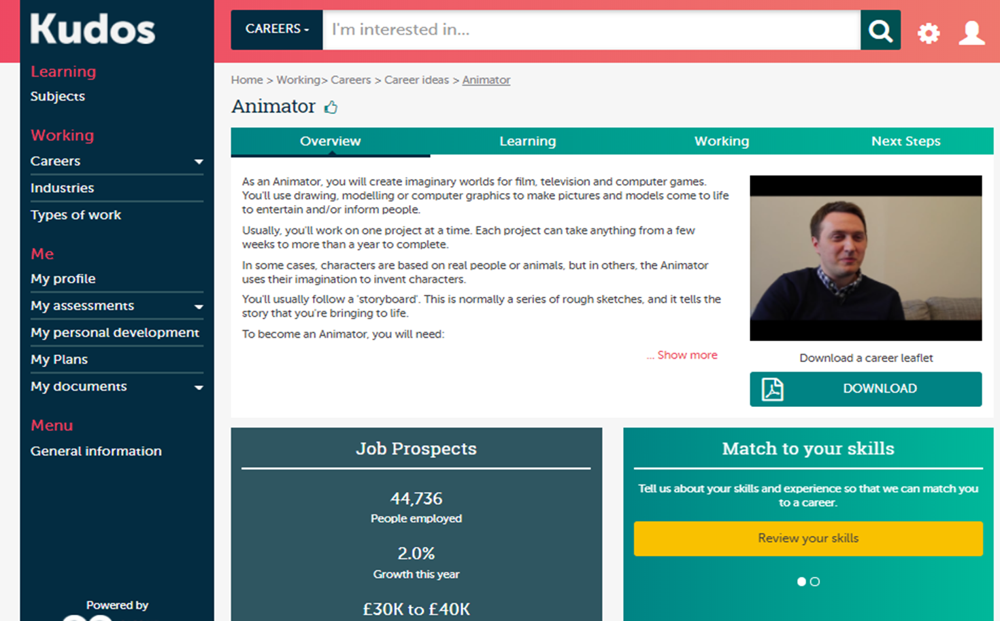 Kudos
Learning
Subjects
Working
Careers
Industries
Types of work
Me
My profile
My assessments
My personal development
My Plans
My documents
Menu
General information
Powered by
CAREERS
I'm interested in...
Home > Working> Careers > Career ideas > Animator
Animator
Overview
Learning
Working
Next Steps
As an Animator, you will create imaginary worlds for film, television and computer games.
You'll use drawing, modelling or computer graphics to make pictures and models come to life
to entertain and/or inform people.
Usually, you'll work on one project at a time. Each project can take anything from a few
weeks to more than a year to complete.
In some cases, characters are based on real people or animals, but in others, the Animator
uses their imagination to invent characters.
You'll usually follow a 'storyboard'. This is normally a series of rough sketches, and it tells the
story that you're bringing to life.
To become an Animator, you will need:
... Show more
Download a career leaflet
DOWNLOAD
Job Prospects
44,736
People employed
2.0%
Growth this year
£30K to £40K
Match to your skills
Tell us about your skills and experience so that we can match you
to a career.
Review your skills